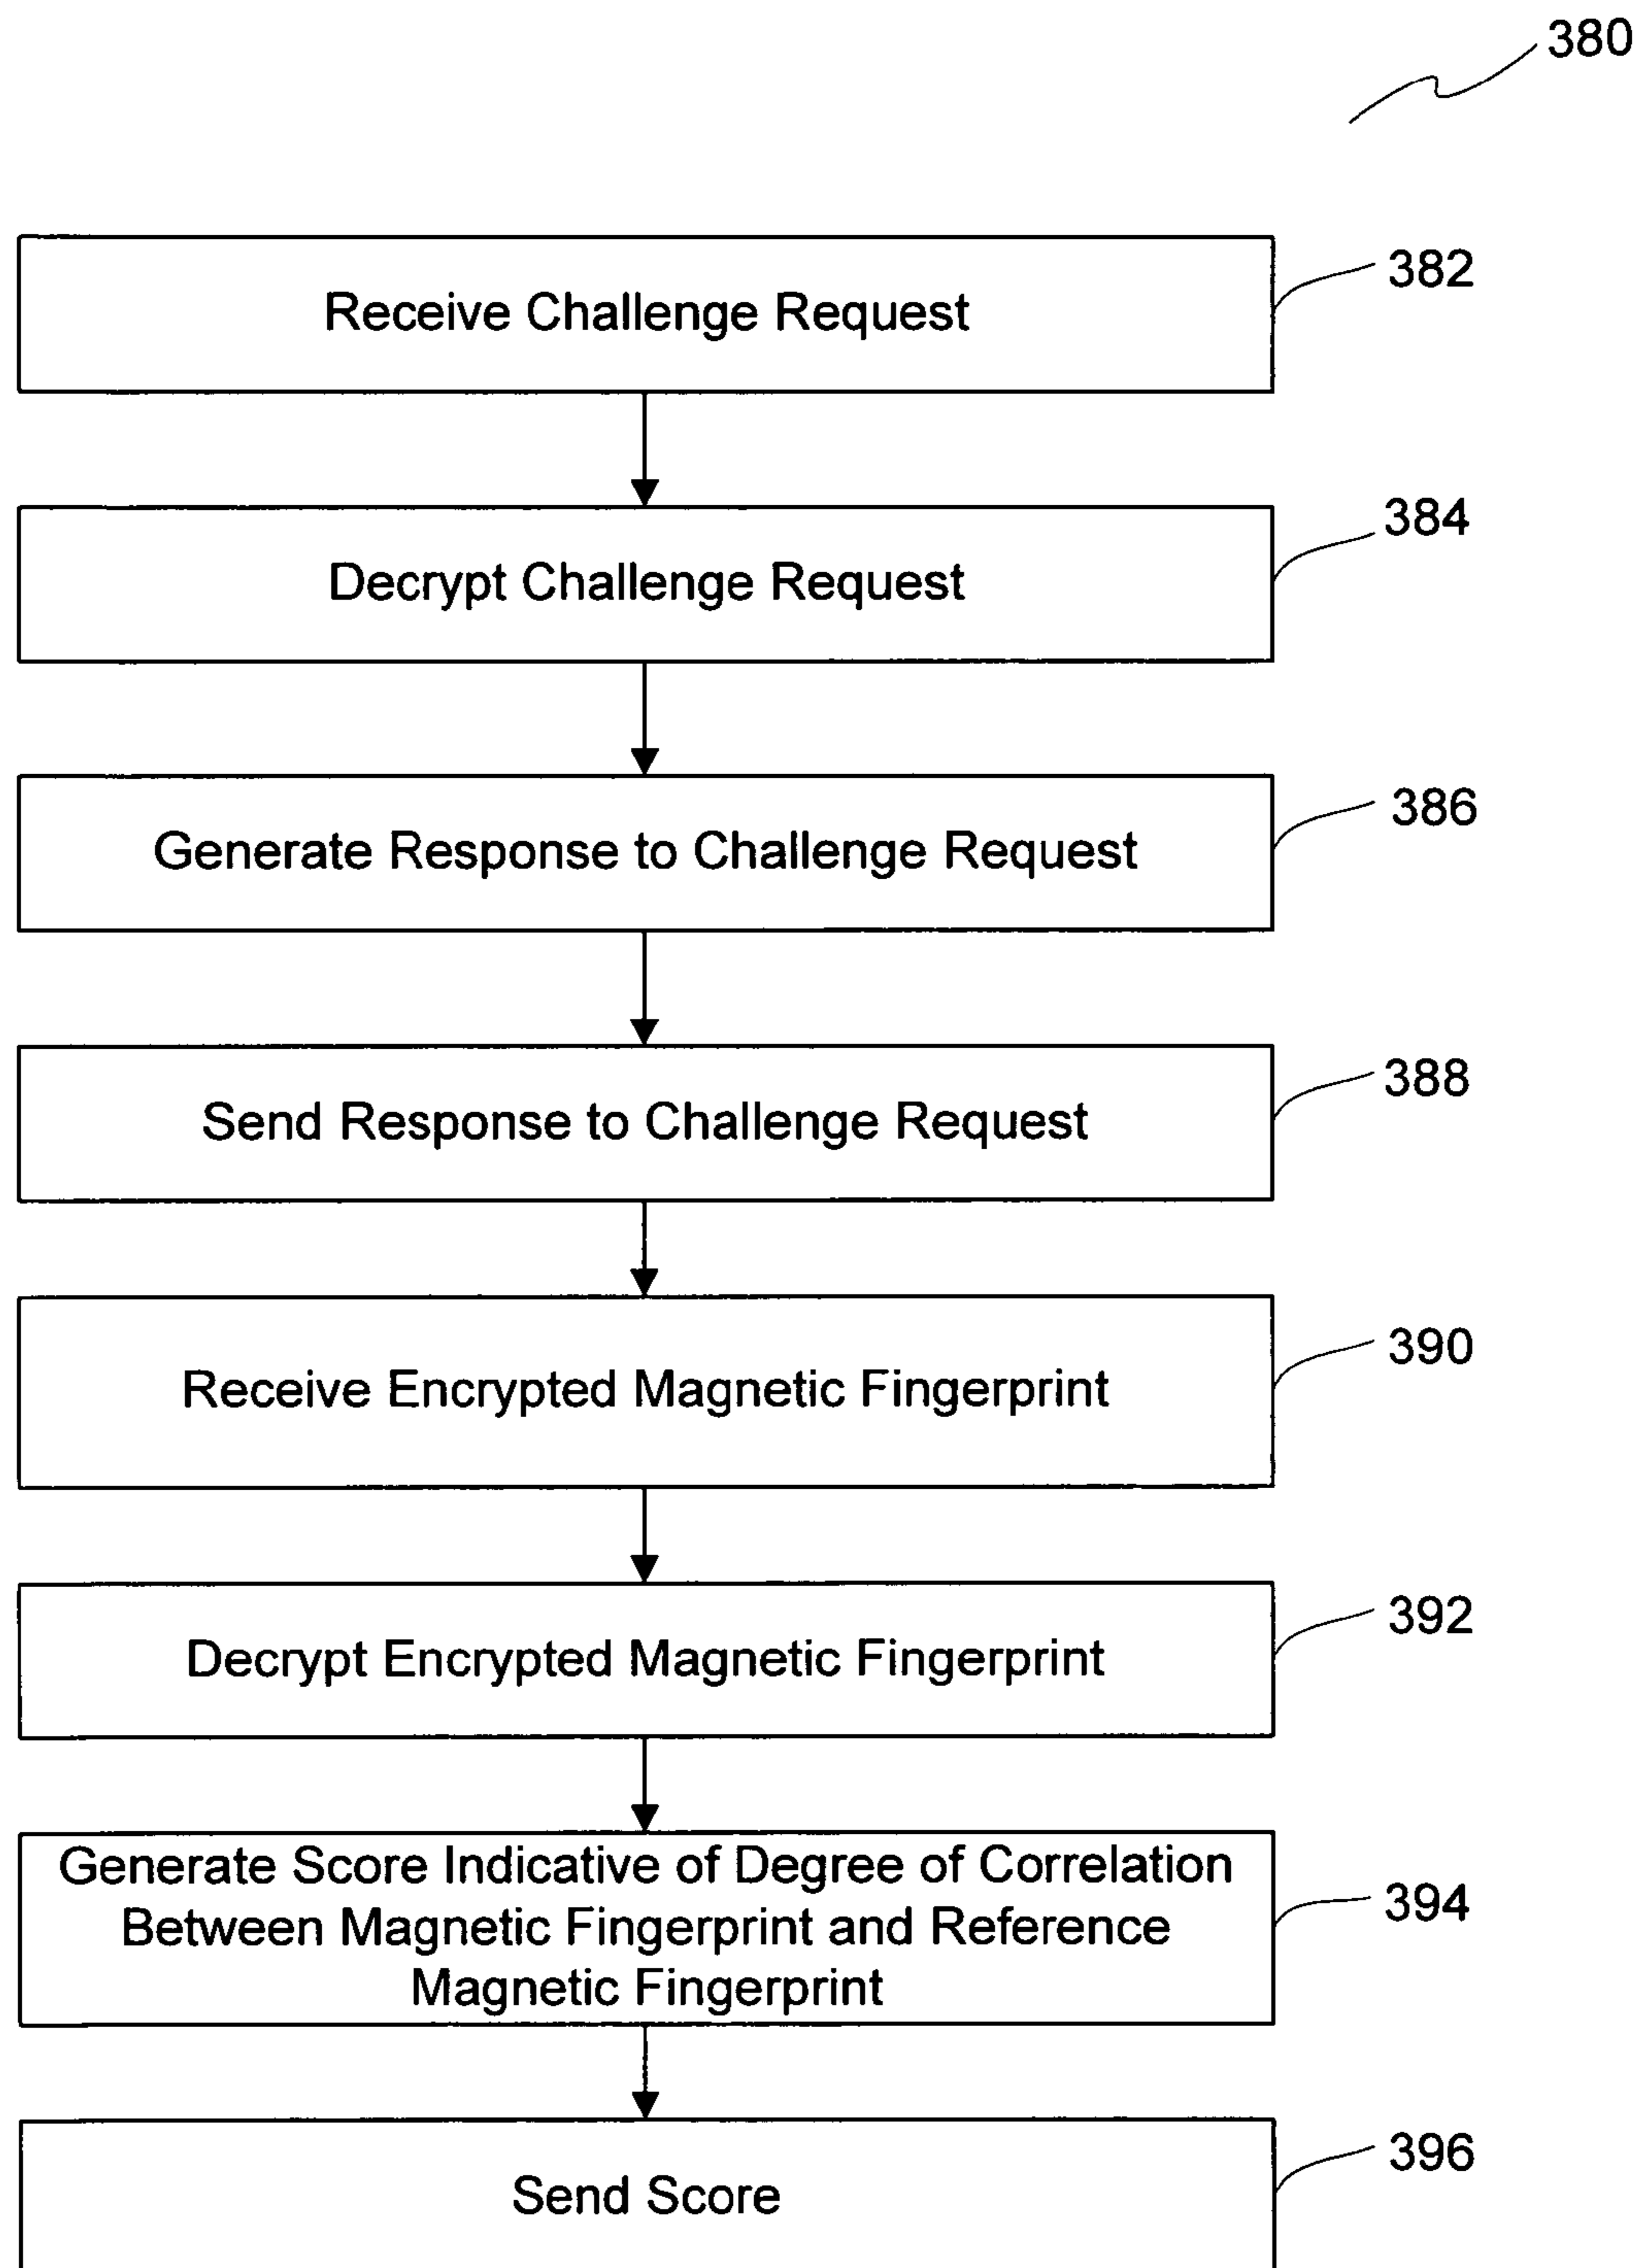 380
Receive Challenge Request
382
Decrypt Challenge Request
384
Generate Response to Challenge Request
386
Send Response to Challenge Request
388
Receive Encrypted Magnetic Fingerprint
390
Decrypt Encrypted Magnetic Fingerprint
392
Generate Score Indicative of Degree of Correlation
Between Magnetic Fingerprint and Reference
Magnetic Fingerprint
394
Send Score
396